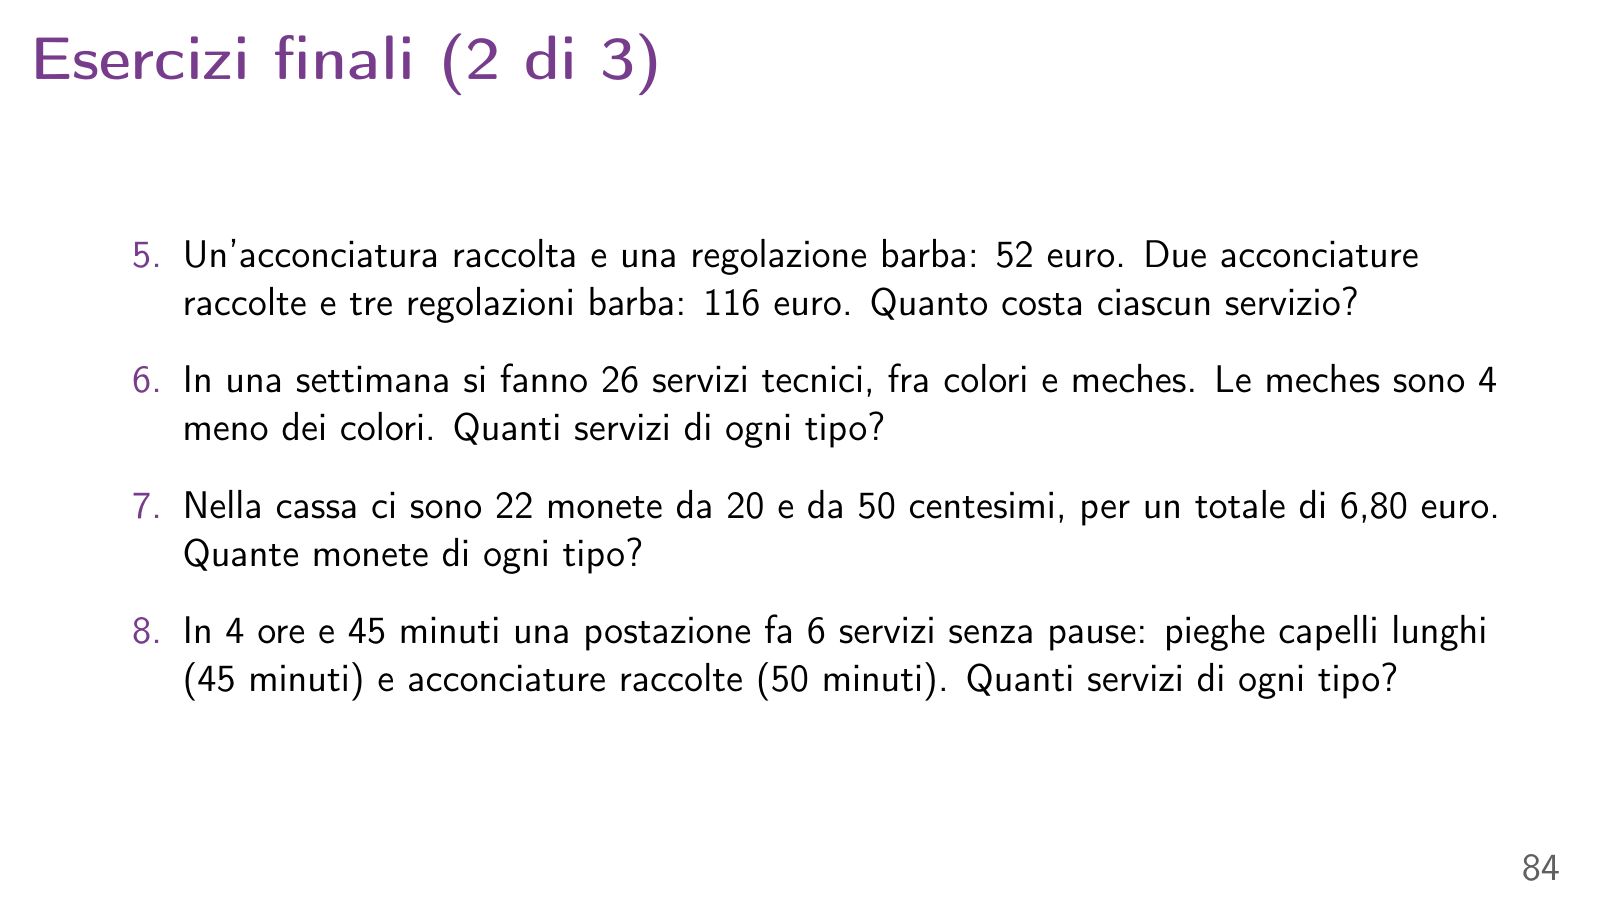 Esercizi finali (2 di 3)
5. Un'acconciatura raccolta e una regolazione barba: 52 euro. Due acconciature
raccolte e tre regolazioni barba: 116 euro. Quanto costa ciascun servizio?
6. In una settimana si fanno 26 servizi tecnici, fra colori e meches. Le meches sono 4
meno dei colori. Quanti servizi di ogni tipo?
7. Nella cassa ci sono 22 monete da 20 e da 50 centesimi, per un totale di 6,80 euro.
Quante monete di ogni tipo?
8. In 4 ore e 45 minuti una postazione fa 6 servizi senza pause: pieghe capelli lunghi
(45 minuti) e acconciature raccolte (50 minuti). Quanti servizi di ogni tipo?
84